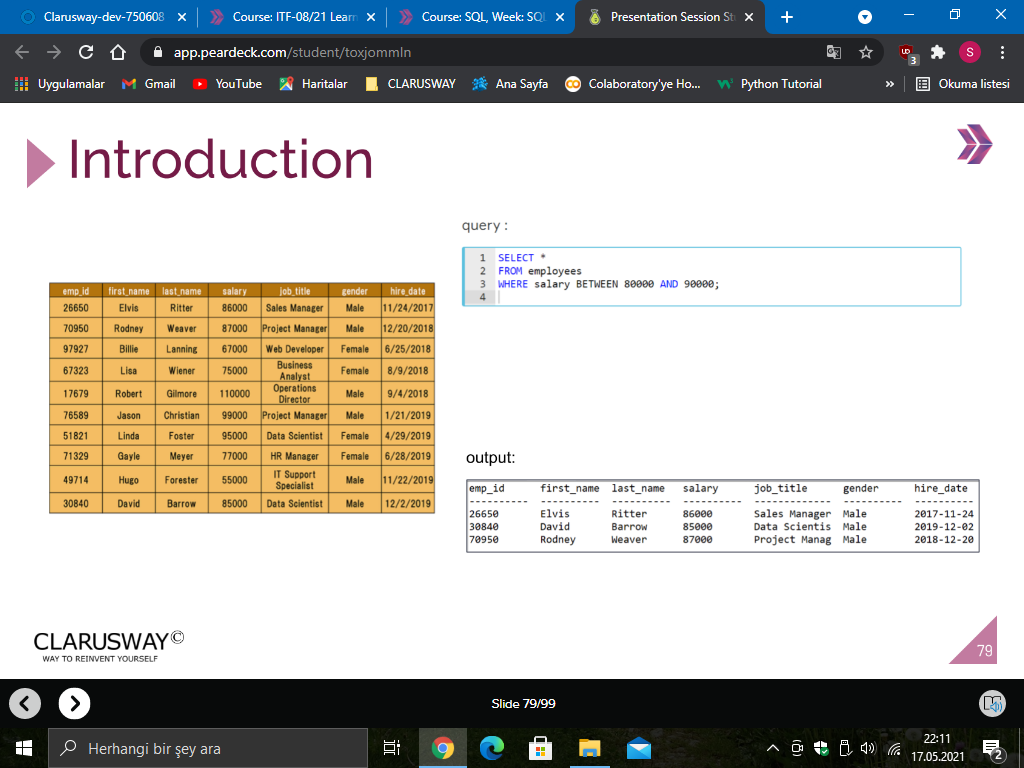 Clarusway-dev-750608
Course: ITF-08/21 Learn
Course: SQL, Week: SQL
Presentation Session St
app.peardeck.com/student/toxjommln
UD
3
S
Uygulamalar
Gmail
YouTube
Haritalar
CLARUSWAY
Ana Sayfa
Colaboratory'ye Ho...
Python Tutorial
»
Okuma listesi
Introduction
query :
1 SELECT *
2 FROM employees
3 WHERE salary BETWEEN 80000 AND 90000;
4
emp_id first_name last_name salary job_title gender hire_date
26650 Elvis Ritter 86000 Sales Manager Male 11/24/2017
70950 Rodney Weaver 87000 Project Manager Male 12/20/2018
97927 Billie Lanning 67000 Web Developer Female 6/25/2018
67323 Lisa Wiener 75000 Business Analyst Female 8/9/2018
17679 Robert Gilmore 110000 Operations Director Male 9/4/2018
76589 Jason Christian 99000 Project Manager Male 1/21/2019
51821 Linda Foster 95000 Data Scientist Female 4/29/2019
71329 Gayle Meyer 77000 HR Manager Female 6/28/2019
49714 Hugo Forester 55000 IT Support Specialist Male 11/22/2019
30840 David Barrow 85000 Data Scientist Male 12/2/2019
output:
emp_id first_name last_name salary job_title gender hire_date
---------- ---------- ---------- ---------- ------------- ---------- ----------
26650 Elvis Ritter 86000 Sales Manager Male 2017-11-24
30840 David Barrow 85000 Data Scientis Male 2019-12-02
70950 Rodney Weaver 87000 Project Manag Male 2018-12-20
CLARUSWAY©
WAY TO REINVENT YOURSELF
79
Slide 79/99
Herhangi bir şey ara
22:11
17.05.2021
2